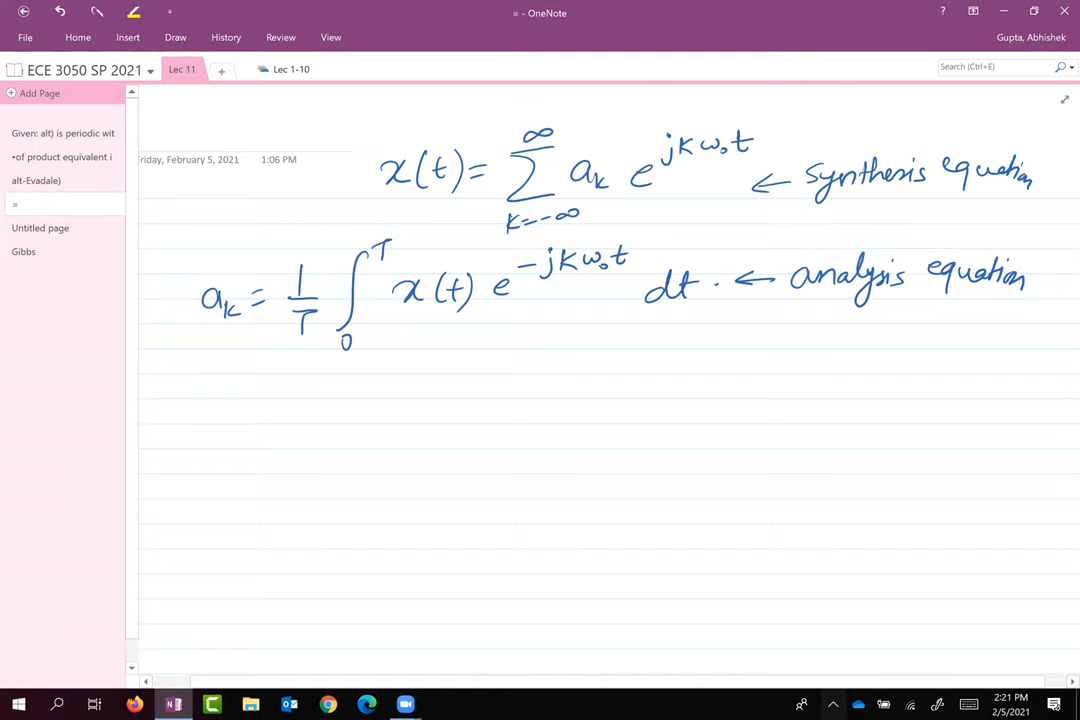 = - OneNote
?
File Home Insert Draw History Review View
Gupta, Abhishek
ECE 3050 SP 2021
Lec 11
+
Lec 1-10
Search (Ctrl+E)
Add Page
Given: alt) is periodic wit
•of product equivalent i
alt-Evadale)
=
Untitled page
Gibbs
riday, February 5, 2021 1:06 PM
x(t) = ∑_{k=-∞}^{∞} a_k e^{jkω₀t} ← synthesis equation
a_k = 1/T ∫_0^T x(t) e^{-jkω₀t} dt. ← analysis equation
2:21 PM
2/5/2021